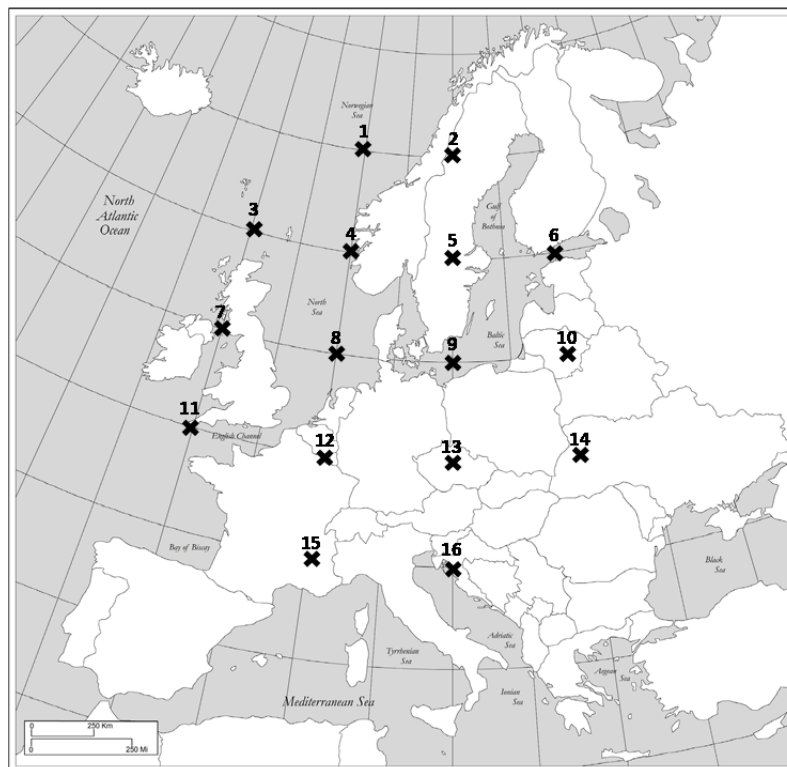 Norwegian
Sea
1
2
North
Atlantic
Ocean
3
4
Gulf
of
Bothnia
5
6
7
North
Sea
8
Baltic
Sea
9
10
11
English Channel
12
13
14
Bay of Biscay
15
16
Black
Sea
Adriatic
Sea
Tyrrhenian
Sea
Aegean
Sea
Ionian
Sea
Mediterranean Sea
0 250 Km
0 250 Mi